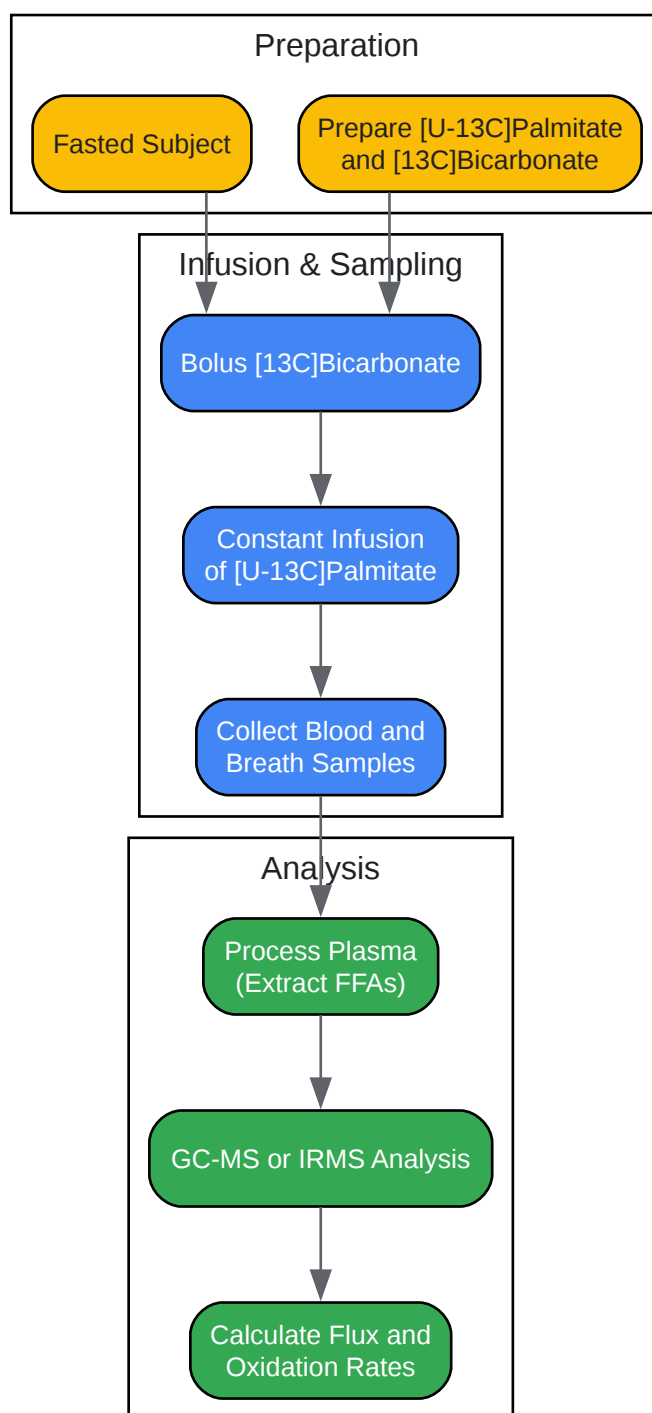 Preparation
Fasted Subject
Prepare [U-13C]Palmitate
and [13C]Bicarbonate
Infusion & Sampling
Bolus [13C]Bicarbonate
Constant Infusion
of [U-13C]Palmitate
Collect Blood and
Breath Samples
Analysis
Process Plasma
(Extract FFAs)
GC-MS or IRMS Analysis
Calculate Flux and
Oxidation Rates